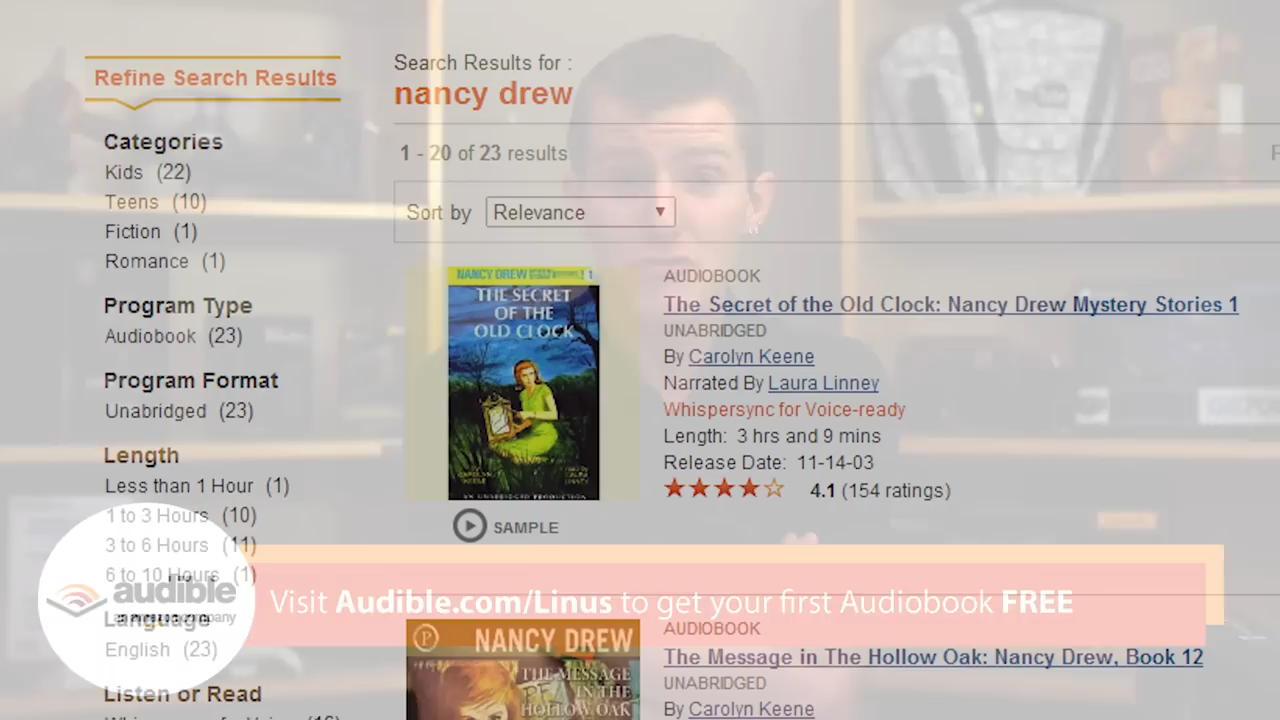 Refine Search Results
Categories
Kids (22)
Teens (10)
Fiction (1)
Romance (1)
Program Type
Audiobook (23)
Program Format
Unabridged (23)
Length
Less than 1 Hour (1)
1 to 3 Hours (10)
3 to 6 Hours (11)
6 to 10 Hours (1)
Language
English (23)
Listen or Read
Search Results for :
nancy drew
1 - 20 of 23 results
Sort by Relevance
NANCY DREW
THE SECRET
OF THE
OLD CLOCK
CAROLYN
KEENE
SAMPLE
AUDIOBOOK
The Secret of the Old Clock: Nancy Drew Mystery Stories 1
UNABRIDGED
By Carolyn Keene
Narrated By Laura Linney
Whispersync for Voice-ready
Length: 3 hrs and 9 mins
Release Date: 11-14-03
4.1 (154 ratings)
audible
an amazon company
Visit Audible.com/Linus to get your first Audiobook FREE
P NANCY DREW
THE MESSAGE
IN THE
HOLLOW OAK
AUDIOBOOK
The Message in The Hollow Oak: Nancy Drew, Book 12
UNABRIDGED
By Carolyn Keene